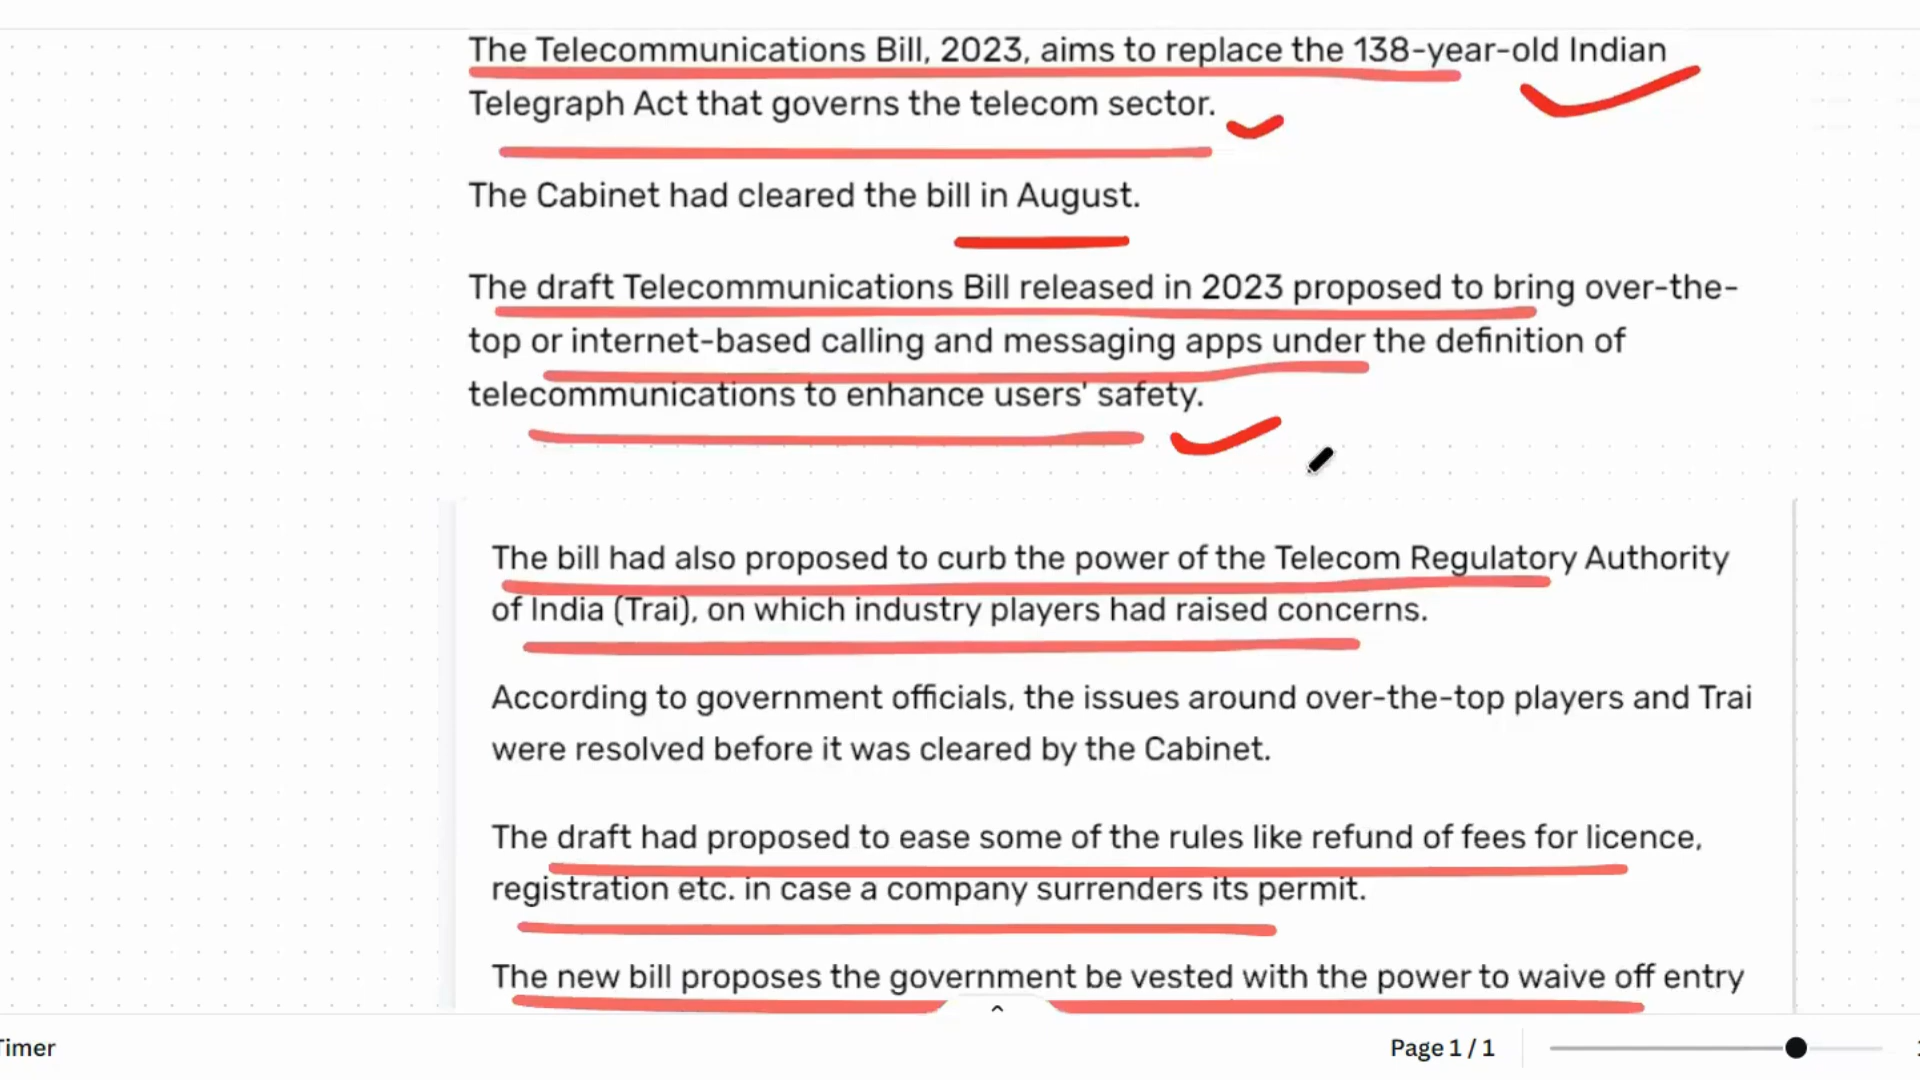 The Telecommunications Bill, 2023, aims to replace the 138-year-old Indian
Telegraph Act that governs the telecom sector.
The Cabinet had cleared the bill in August.
The draft Telecommunications Bill released in 2023 proposed to bring over-the-
top or internet-based calling and messaging apps under the definition of
telecommunications to enhance users' safety.
The bill had also proposed to curb the power of the Telecom Regulatory Authority
of India (Trai), on which industry players had raised concerns.
According to government officials, the issues around over-the-top players and Trai
were resolved before it was cleared by the Cabinet.
The draft had proposed to ease some of the rules like refund of fees for licence,
registration etc. in case a company surrenders its permit.
The new bill proposes the government be vested with the power to waive off entry
Timer
Page 1 / 1